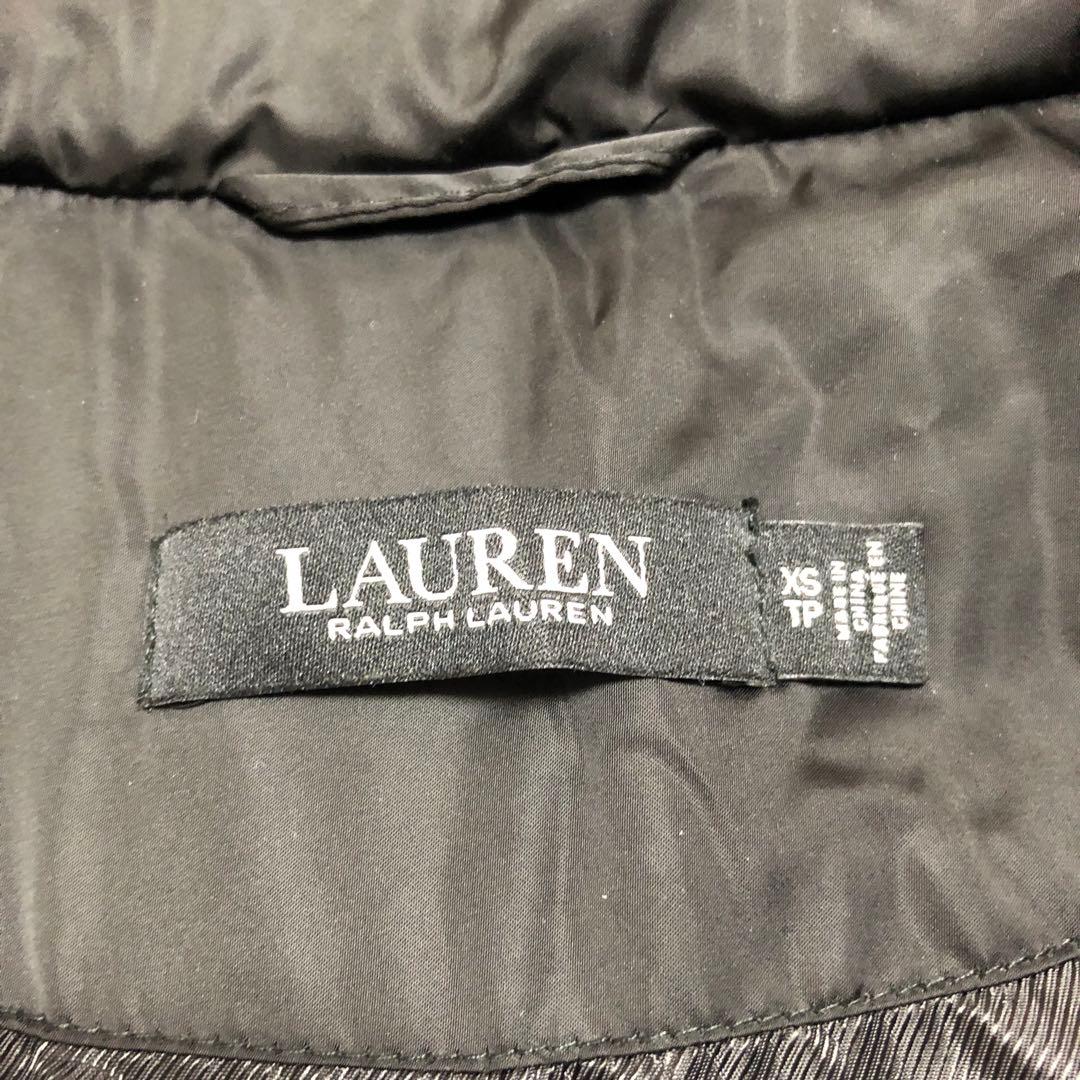 LAUREN
RALPH LAUREN
XS
TP
MADE IN
CHINA
FABRIQUÉ EN
CHINE